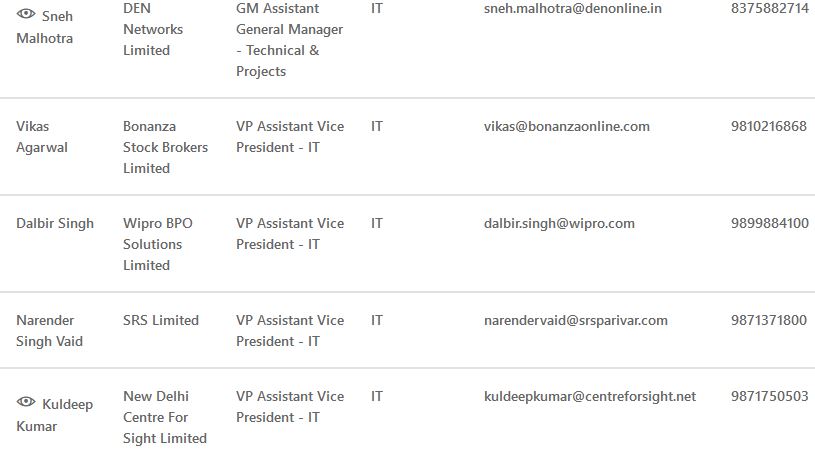 Sneh Malhotra
DEN Networks Limited
GM Assistant General Manager - Technical & Projects
IT
sneh.malhotra@denonline.in
8375882714
Vikas Agarwal
Bonanza Stock Brokers Limited
VP Assistant Vice President - IT
IT
vikas@bonanzaonline.com
9810216868
Dalbir Singh
Wipro BPO Solutions Limited
VP Assistant Vice President - IT
IT
dalbir.singh@wipro.com
9899884100
Narender Singh Vaid
SRS Limited
VP Assistant Vice President - IT
IT
narendervaid@srsparivar.com
9871371800
Kuldeep Kumar
New Delhi Centre For Sight Limited
VP Assistant Vice President - IT
IT
kuldeepkumar@centreforsight.net
9871750503